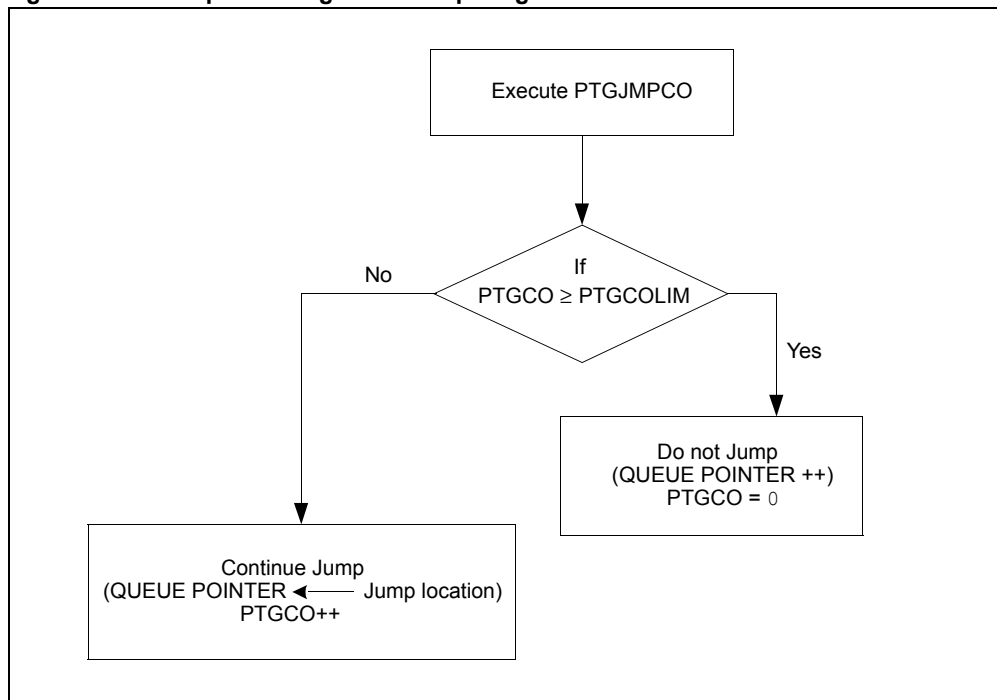 Execute PTGJMPCO
If
PTGCO ≥ PTGCOLIM
No
Yes
Do not Jump
(QUEUE POINTER ++)
PTGCO = 0
Continue Jump
(QUEUE POINTER ◄── Jump location)
PTGCO++